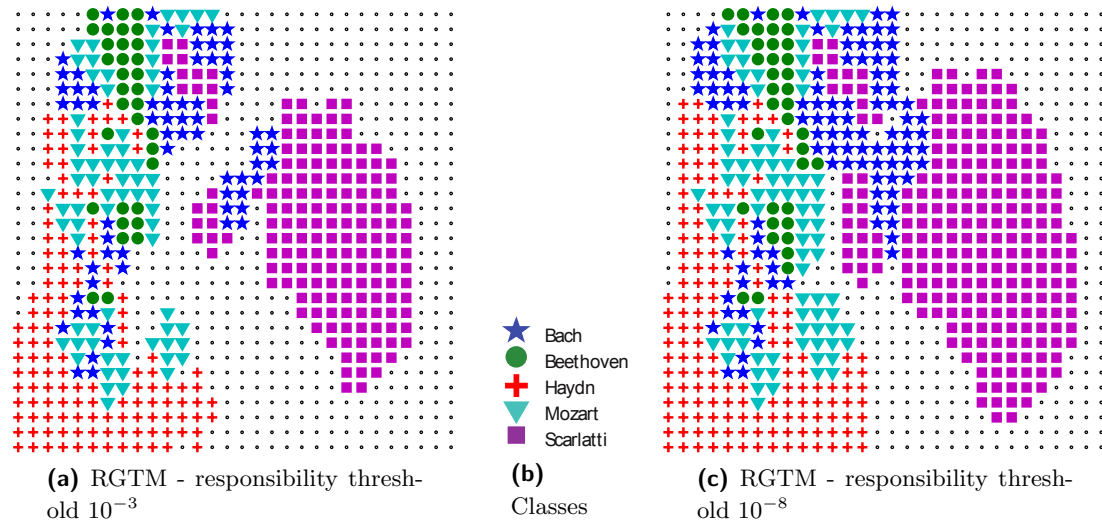 Bach
Beethoven
Haydn
Mozart
Scarlatti
(a) RGTM - responsibility thresh-
old 10⁻³
(b)
Classes
(c) RGTM - responsibility thresh-
old 10⁻⁸